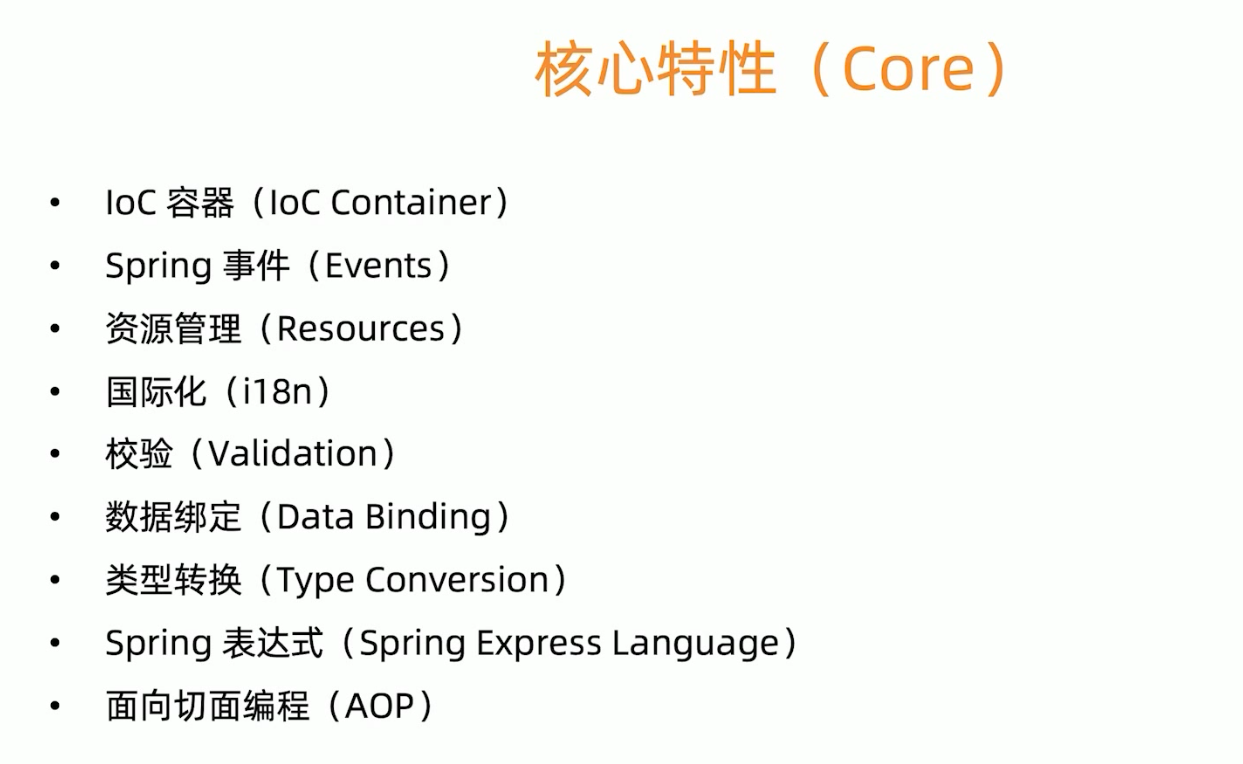 核心特性（Core）
• IoC 容器（IoC Container）
• Spring 事件（Events）
• 资源管理（Resources）
• 国际化（i18n）
• 校验（Validation）
• 数据绑定（Data Binding）
• 类型转换（Type Conversion）
• Spring 表达式（Spring Express Language）
• 面向切面编程（AOP）